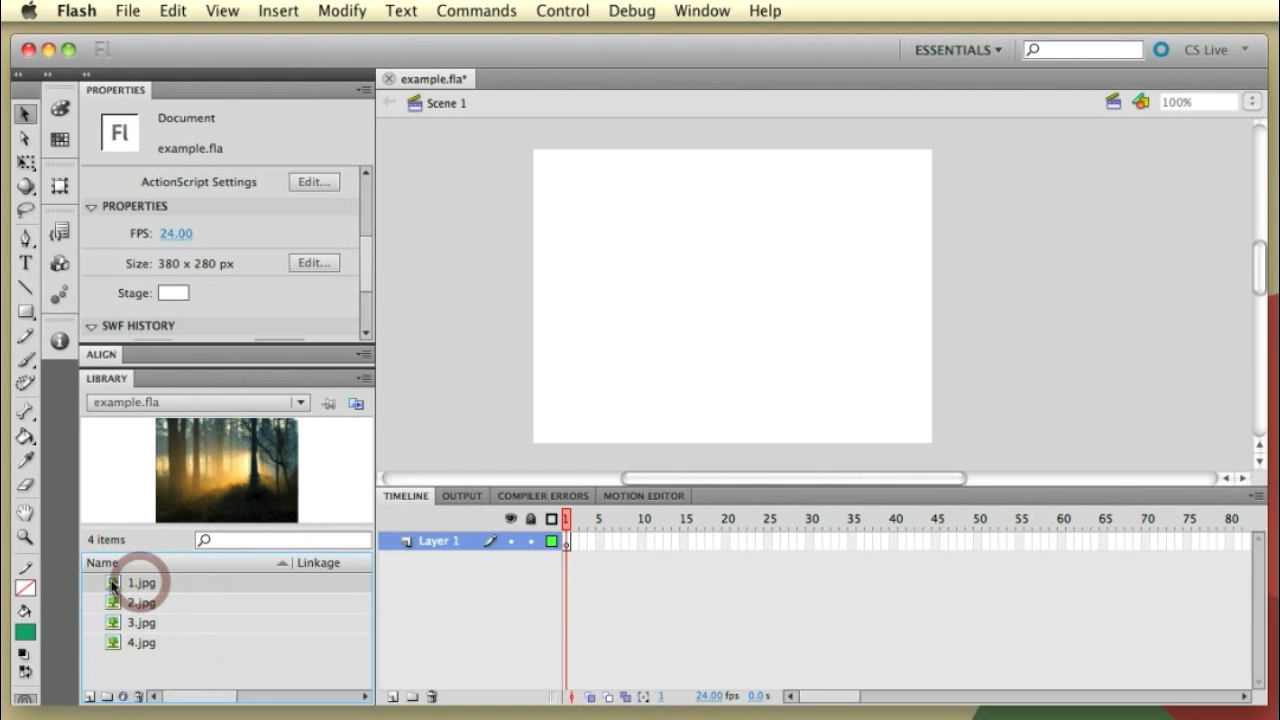 Flash File Edit View Insert Modify Text Commands Control Debug Window Help
Fl ESSENTIALS CS Live
example.fla*
PROPERTIES
Scene 1 100%
Fl Document
example.fla
ActionScript Settings Edit...
PROPERTIES
FPS: 24.00
Size: 380 x 280 px Edit...
Stage:
SWF HISTORY
ALIGN
LIBRARY
example.fla
4 items
Name Linkage
1.jpg
2.jpg
3.jpg
4.jpg
TIMELINE OUTPUT COMPILER ERRORS MOTION EDITOR
1 5 10 15 20 25 30 35 40 45 50 55 60 65 70 75 80
Layer 1
1 24.00 fps 0.0 s